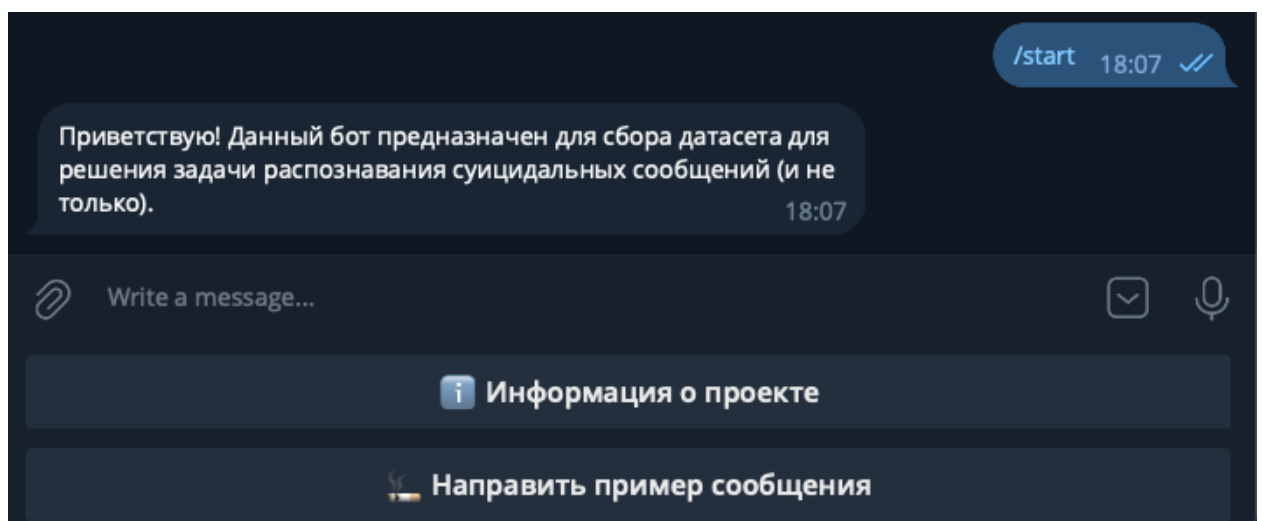 /start 18:07
Приветствую! Данный бот предназначен для сбора датасета для
решения задачи распознавания суицидальных сообщений (и не
только).
18:07
Write a message...
Информация о проекте
Направить пример сообщения